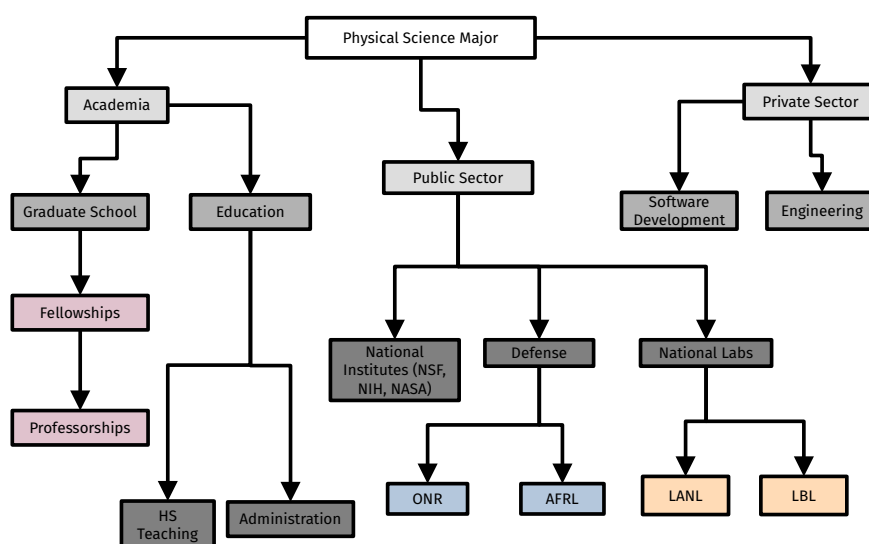 Physical Science Major
Academia
Private Sector
Public Sector
Graduate School
Education
Software
Development
Engineering
Fellowships
National
Institutes (NSF,
NIH, NASA)
Defense
National Labs
Professorships
HS
Teaching
Administration
ONR
AFRL
LANL
LBL